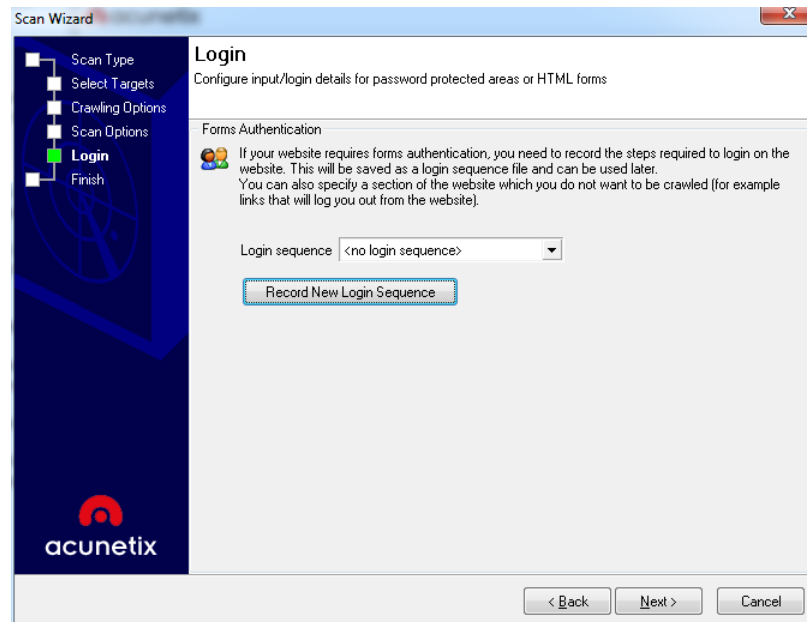 Scan Wizard
Scan Type
Select Targets
Crawling Options
Scan Options
Login
Finish
acunetix
Login
Configure input/login details for password protected areas or HTML forms
Forms Authentication
If your website requires forms authentication, you need to record the steps required to login on the
website. This will be saved as a login sequence file and can be used later.
You can also specify a section of the website which you do not want to be crawled (for example
links that will log you out from the website).
Login sequence <no login sequence>
Record New Login Sequence
< Back Next > Cancel